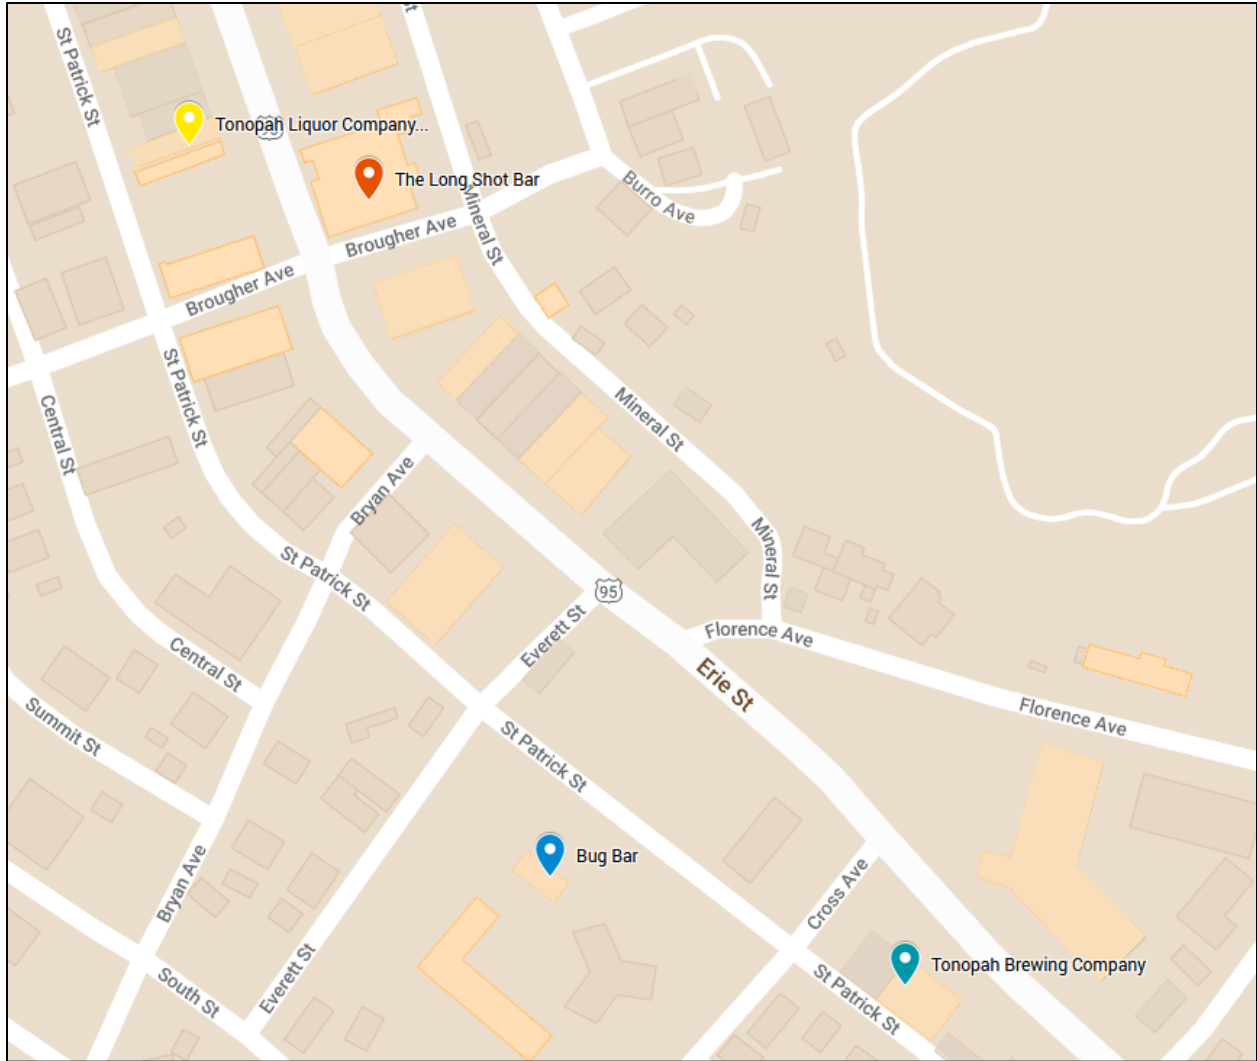 St
St Patrick St
Tonopah Liquor Company...
95
The Long Shot Bar
Burro Ave
Mineral St
Brougher Ave
Brougher Ave
St Patrick St
Central St
Mineral St
Bryan Ave
Mineral St
St Patrick St
95
Everett St
Florence Ave
Central St
Erie St
Summit St
Florence Ave
St Patrick St
Bug Bar
Bryan Ave
Cross Ave
Tonopah Brewing Company
South St
Everett St
St Patrick St